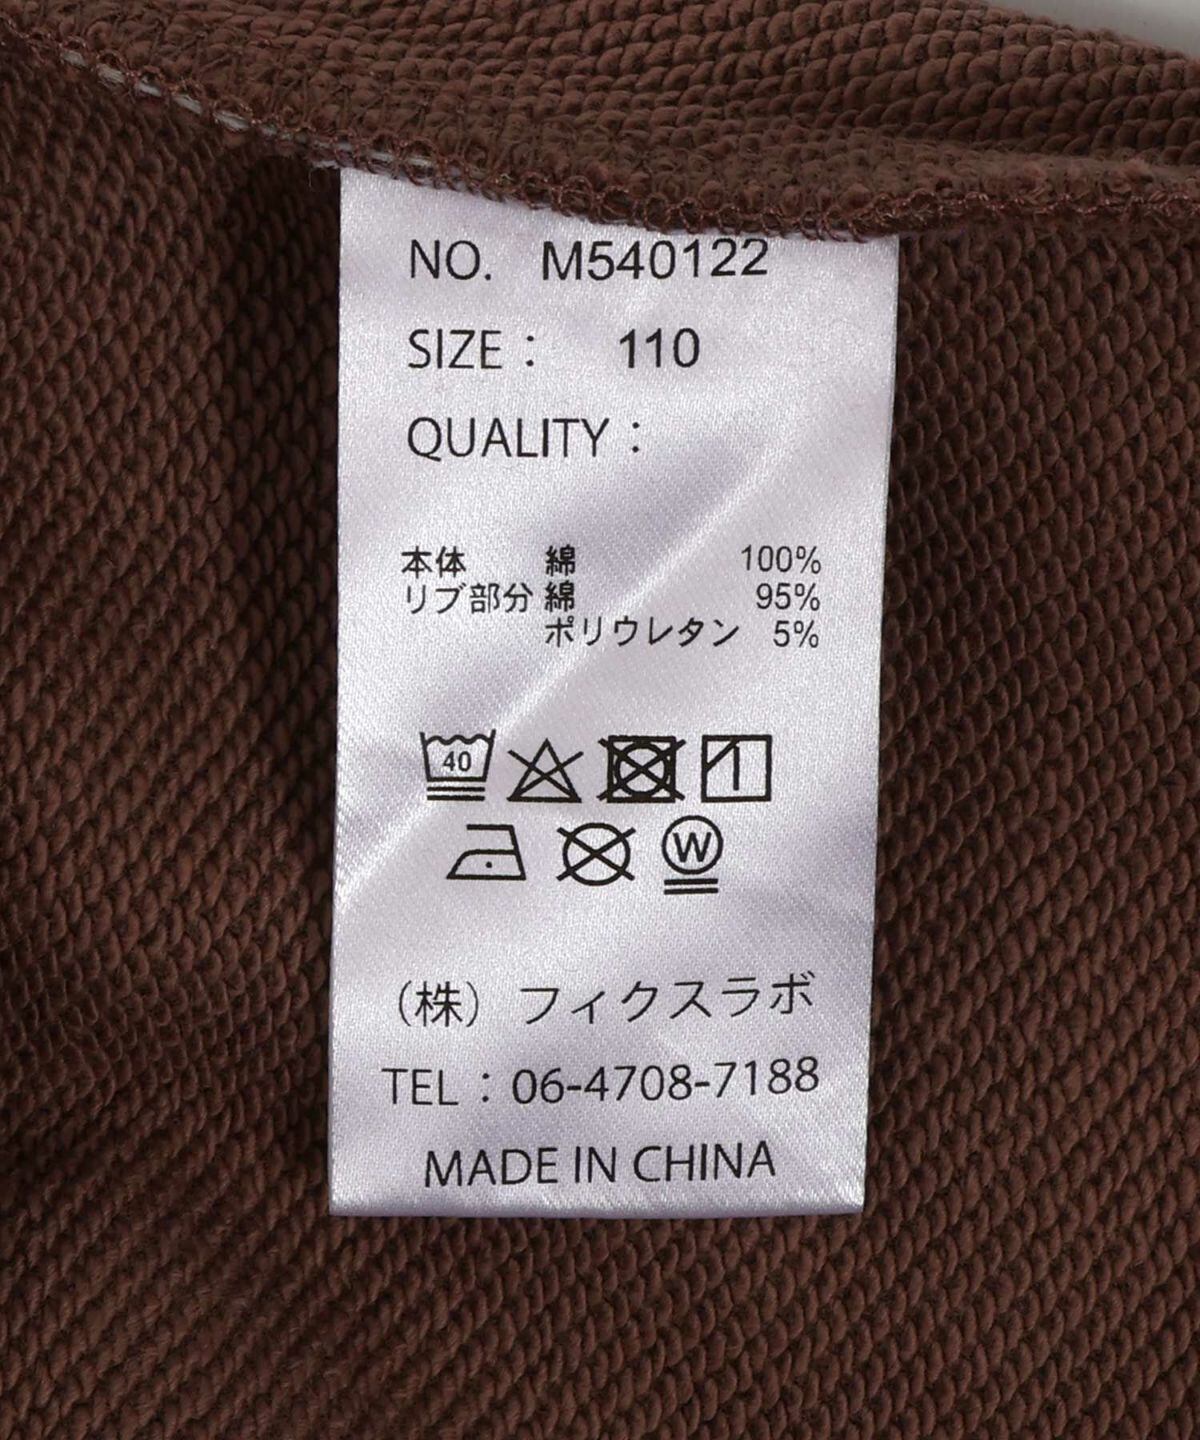 NO. M540122
SIZE： 110
QUALITY：
本体 綿 100%
リブ部分 綿 95%
ポリウレタン 5%
40
W
（株）フィクスラボ
TEL：06-4708-7188
MADE IN CHINA